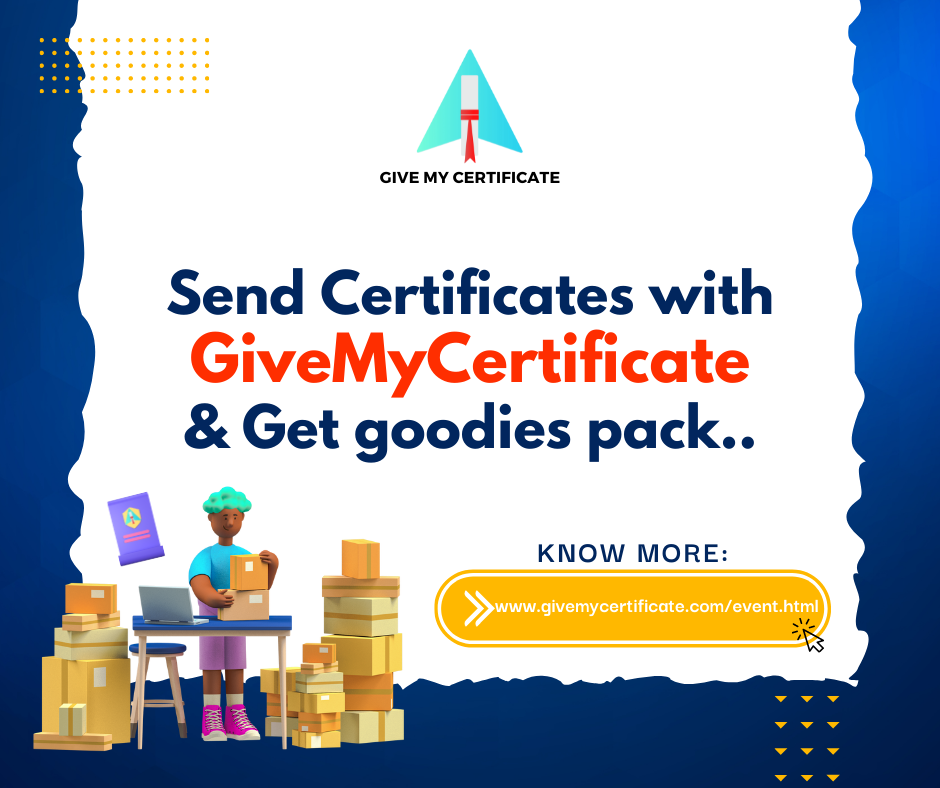 GIVE MY CERTIFICATE
Send Certificates with
GiveMyCertificate
& Get goodies pack..
KNOW MORE:
www.givemycertificate.com/event.html